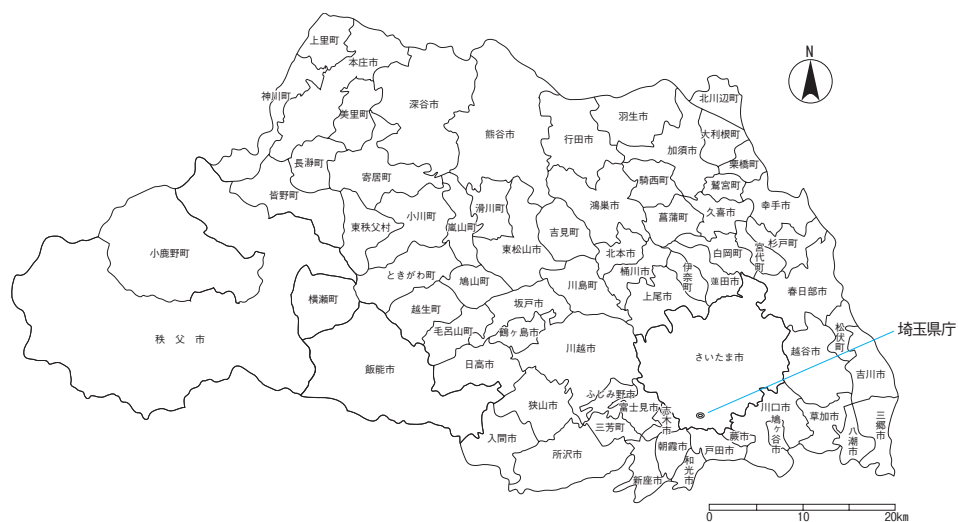 上里町
本庄市
神川町
美里町
深谷市
熊谷市
行田市
羽生市
北川辺町
大利根町
加須市
栗橋町
長瀞町
寄居町
皆野町
騎西町
鷲宮町
鴻巣市
菖蒲町
久喜市
幸手市
東秩父村
小川町
嵐山町
滑川町
吉見町
東松山市
北本市
白岡町
宮代町
杉戸町
小鹿野町
ときがわ町
鳩山町
川島町
桶川市
伊奈町
蓮田市
春日部市
横瀬町
越生町
坂戸市
上尾市
毛呂山町
鶴ヶ島市
川越市
さいたま市
越谷市
松伏町
埼玉県庁
秩父市
飯能市
日高市
吉川市
狭山市
ふじみ野市
富士見市
志木市
川口市
鳩ヶ谷市
草加市
八潮市
三郷市
入間市
三芳町
所沢市
朝霞市
和光市
戸田市
蕨市
新座市
N
0
10
20km